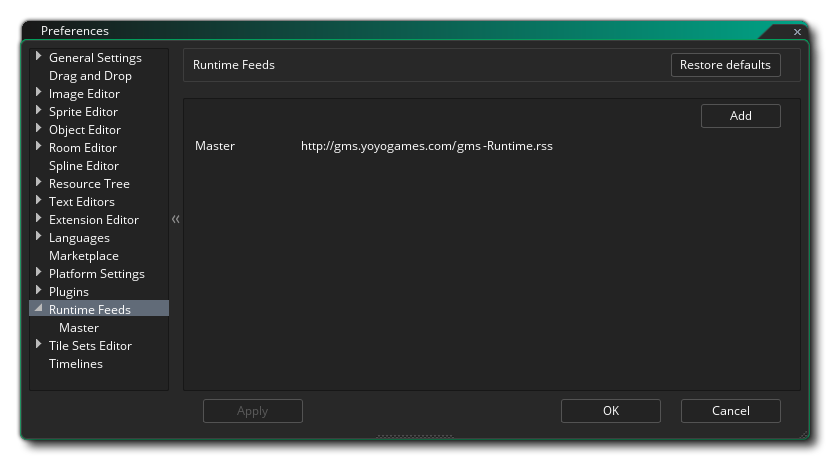 Preferences
General Settings
Drag and Drop
Image Editor
Sprite Editor
Object Editor
Room Editor
Spline Editor
Resource Tree
Text Editors
Extension Editor
Languages
Marketplace
Platform Settings
Plugins
Runtime Feeds
Master
Tile Sets Editor
Timelines
Runtime Feeds Restore defaults
Add
Master http://gms.yoyogames.com/gms-Runtime.rss
Apply OK Cancel